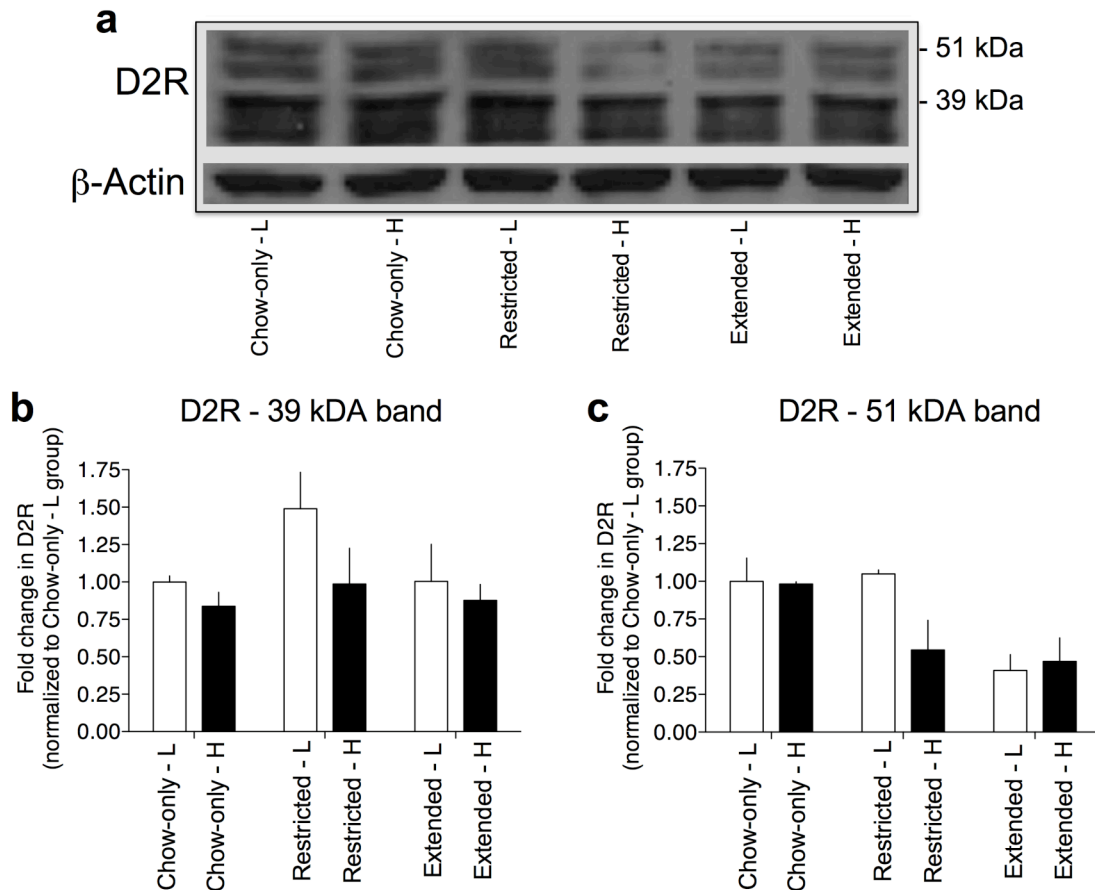 a
D2R
- 51 kDa
- 39 kDa
β-Actin
Chow-only - L
Chow-only - H
Restricted - L
Restricted - H
Extended - L
Extended - H
b
D2R - 39 kDA band
Fold change in D2R
(normalized to Chow-only - L group)
1.75
1.50
1.25
1.00
0.75
0.50
0.25
0.00
Chow-only - L
Chow-only - H
Restricted - L
Restricted - H
Extended - L
Extended - H
c
D2R - 51 kDA band
Fold change in D2R
(normalized to Chow-only - L group)
1.75
1.50
1.25
1.00
0.75
0.50
0.25
0.00
Chow-only - L
Chow-only - H
Restricted - L
Restricted - H
Extended - L
Extended - H